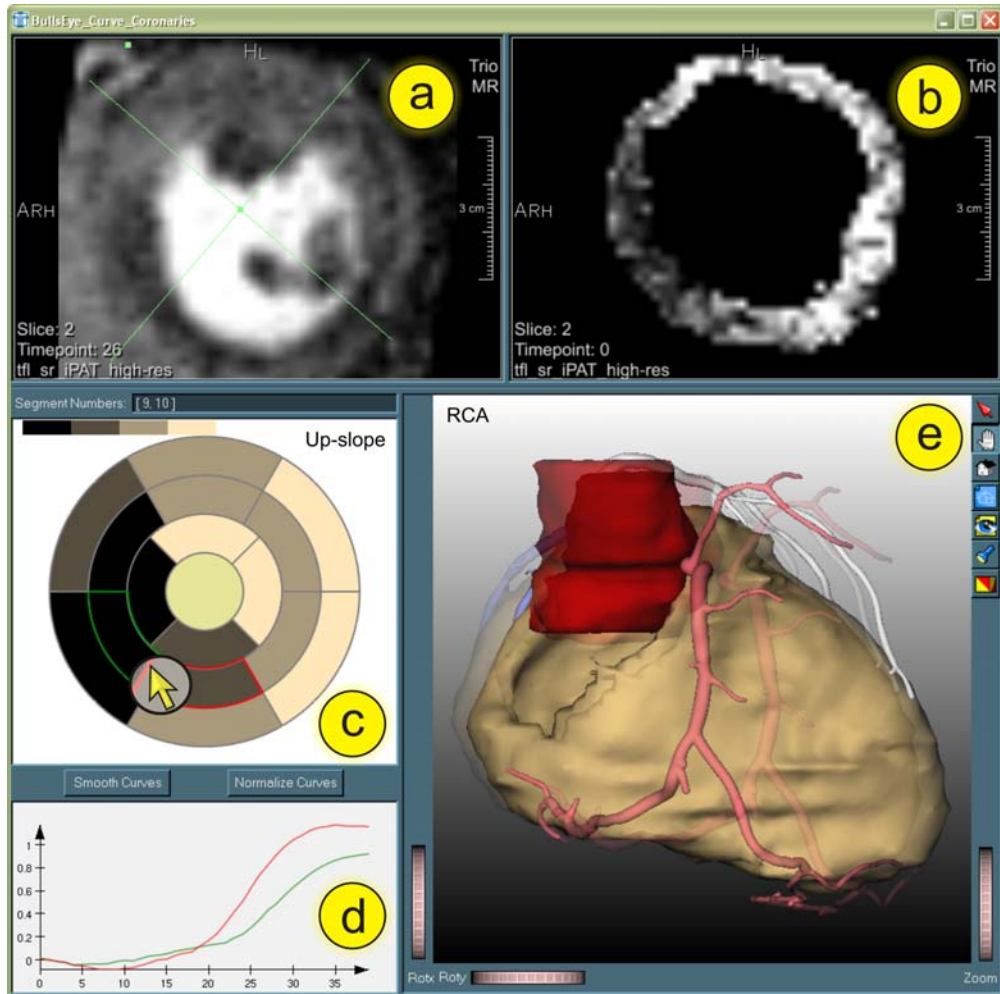 BullsEye_Curve_Coronaries
HL
a
Trio
MR
ARH
3 cm
Slice: 2
Timepoint: 26
tfl_sr_iPAT_high-res
HL
b
Trio
MR
ARH
3 cm
Slice: 2
Timepoint: 0
tfl_sr_iPAT_high-res
Segment Numbers: [ 9, 10 ]
Up-slope
c
Smooth Curves Normalize Curves
1
0.8
0.6
0.4
0.2
0
0 5 10 15 20 25 30 35
d
RCA
e
Rotx Roty Zoom